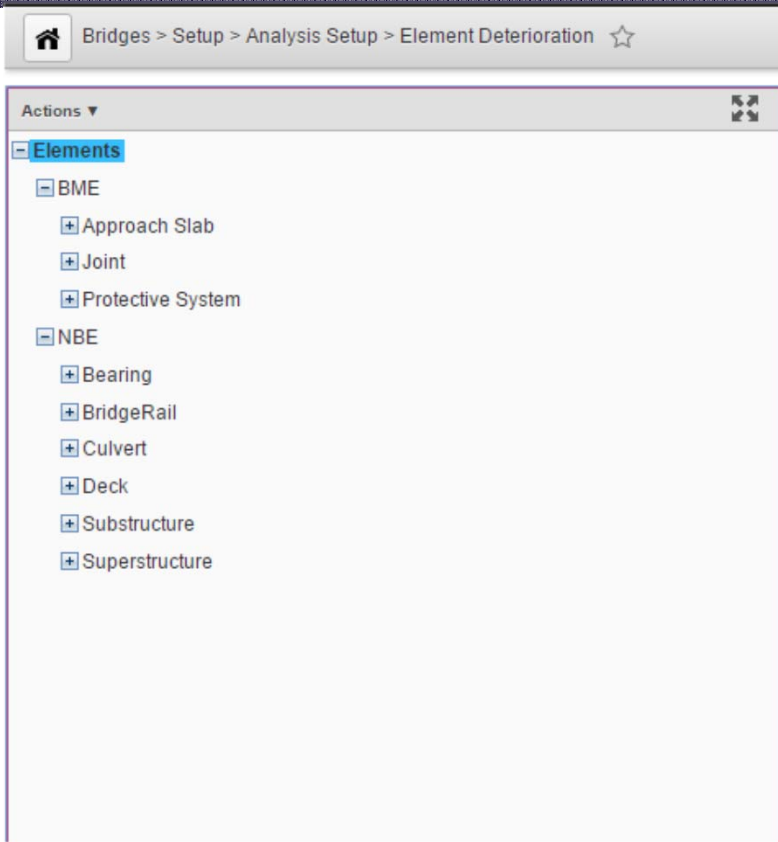 Bridges > Setup > Analysis Setup > Element Deterioration
Actions ▼
Elements
BME
Approach Slab
Joint
Protective System
NBE
Bearing
BridgeRail
Culvert
Deck
Substructure
Superstructure